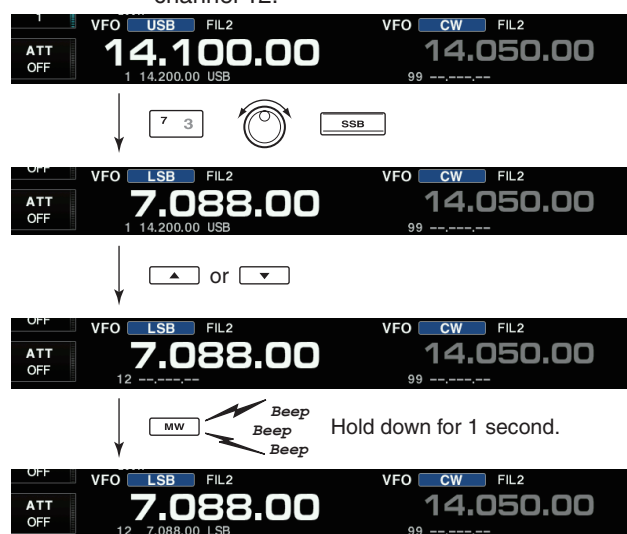 channel 12.
1 VFO USB FIL2 VFO CW FIL2
ATT 14.100.00 14.050.00
OFF
1 14.200.00 USB 99 --.---.--
7 3 SSB
OFF VFO LSB FIL2 VFO CW FIL2
ATT 7.088.00 14.050.00
OFF
1 14.200.00 USB 99 --.---.--
▲ or ▼
OFF VFO LSB FIL2 VFO CW FIL2
ATT 7.088.00 14.050.00
OFF
12 --.---.-- 99 --.---.--
Beep
MW Beep Hold down for 1 second.
Beep
OFF VFO LSB FIL2 VFO CW FIL2
ATT 7.088.00 14.050.00
OFF
12 7.088.00 LSB 99 --.---.--